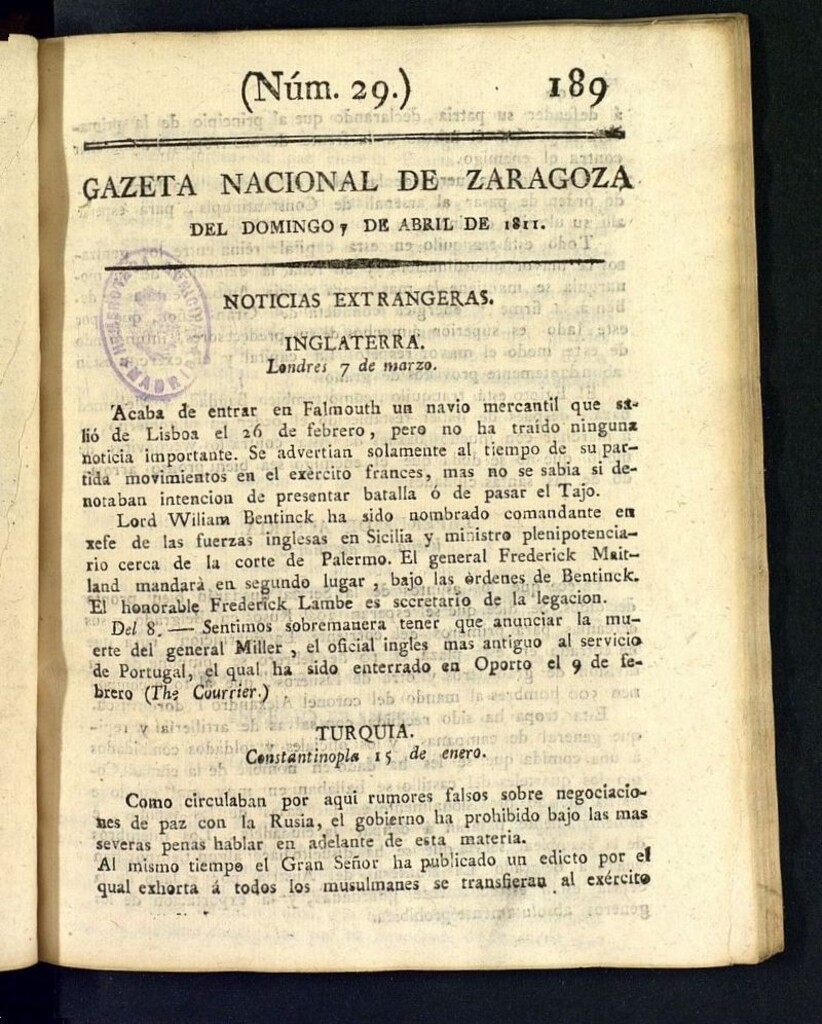 (Núm. 29.) 189
GAZETA NACIONAL DE ZARAGOZA
DEL DOMINGO 7 DE ABRIL DE 1811.
HEMEROTECA MUNICIPAL
MADRID
NOTICIAS EXTRANGERAS.
INGLATERRA.
Londres 7 de marzo.
Acaba de entrar en Falmouth un navio mercantil que sa-
lió de Lisboa el 26 de febrero, pero no ha traído ninguna
noticia importante. Se advertian solamente al tiempo de su par-
tida movimientos en el exèrcito frances, mas no se sabia si de-
notaban intencion de presentar batalla ó de pasar el Tajo.
Lord Wiliam Bentinck ha sido nombrado comandante en
xefe de las fuerzas inglesas en Sicilia y ministro plenipotencia-
rio cerca de la corte de Palermo. El general Frederick Mait-
land mandarà en segundo lugar, bajo las òrdenes de Bentinck.
El honorable Frederick Lambe es secretario de la legacion.
Del 8. — Sentimos sobremanera tener que anunciar la mu-
erte del general Miller, el oficial ingles mas antiguo al servicio
de Portugal, el qual ha sido enterrado en Oporto el 9 de fe-
brero (The Courrier.)
TURQUIA.
Constantinopla 15 de enero.
Como circulaban por aqui rumores falsos sobre negociacio-
nes de paz con la Rusia, el gobierno ha prohibido bajo las mas
severas penas hablar en adelante de esta materia.
Al mismo tiempo el Gran Señor ha publicado un edicto por el
qual exhorta á todos los musulmanes se transfieran al exército